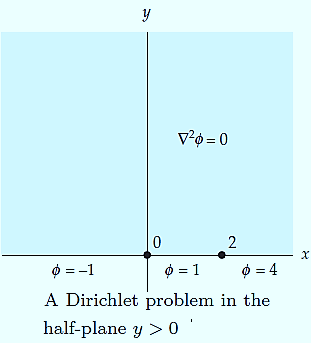 y
∇²ϕ = 0
0 2
x
ϕ = –1 ϕ = 1 ϕ = 4
A Dirichlet problem in the
half-plane y > 0